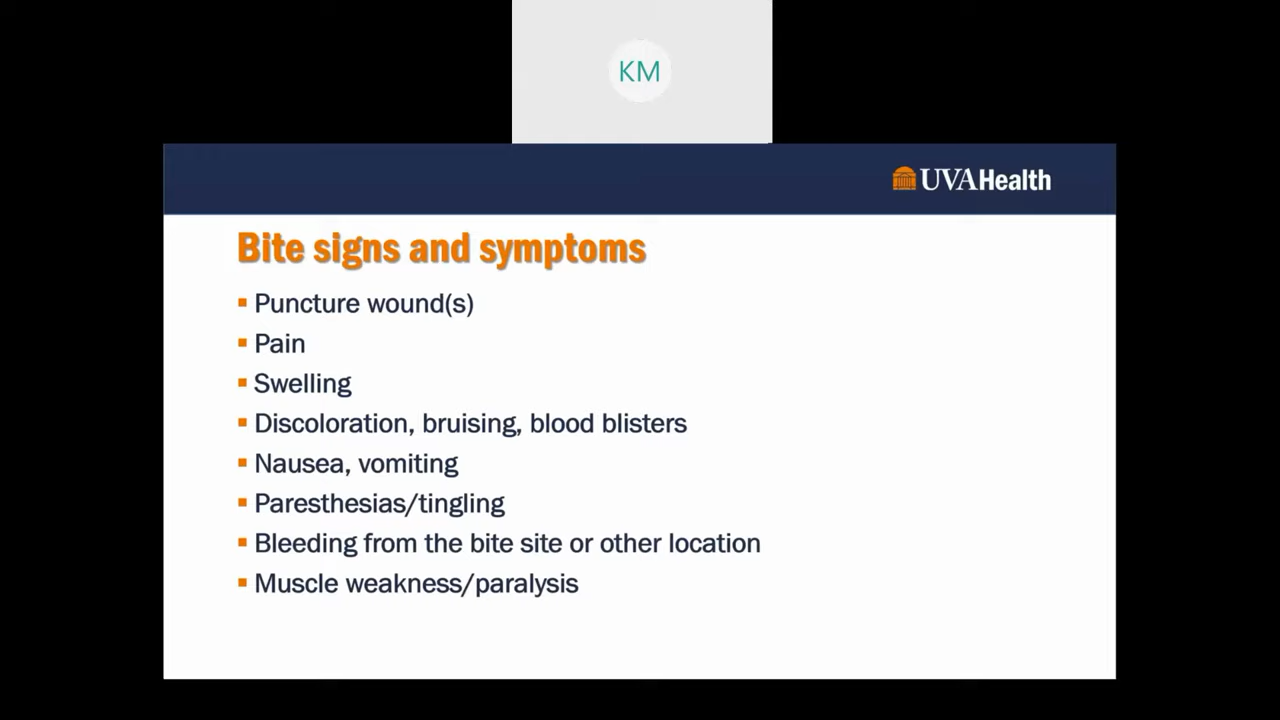 KM
UVAHealth
Bite signs and symptoms
▪ Puncture wound(s)
▪ Pain
▪ Swelling
▪ Discoloration, bruising, blood blisters
▪ Nausea, vomiting
▪ Paresthesias/tingling
▪ Bleeding from the bite site or other location
▪ Muscle weakness/paralysis